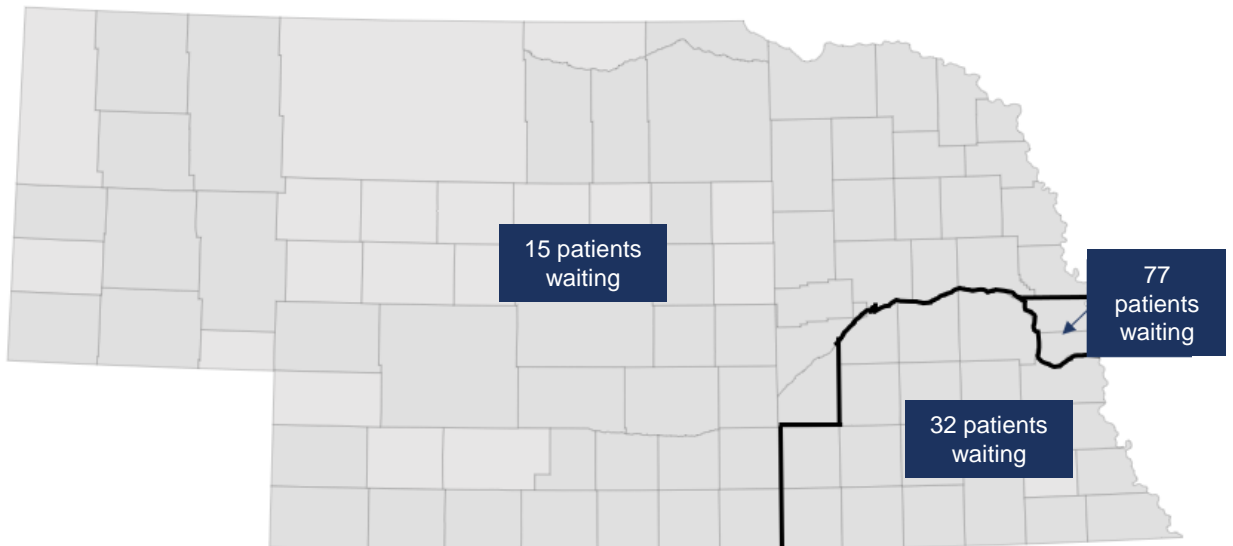 15 patients
waiting
77
patients
waiting
32 patients
waiting